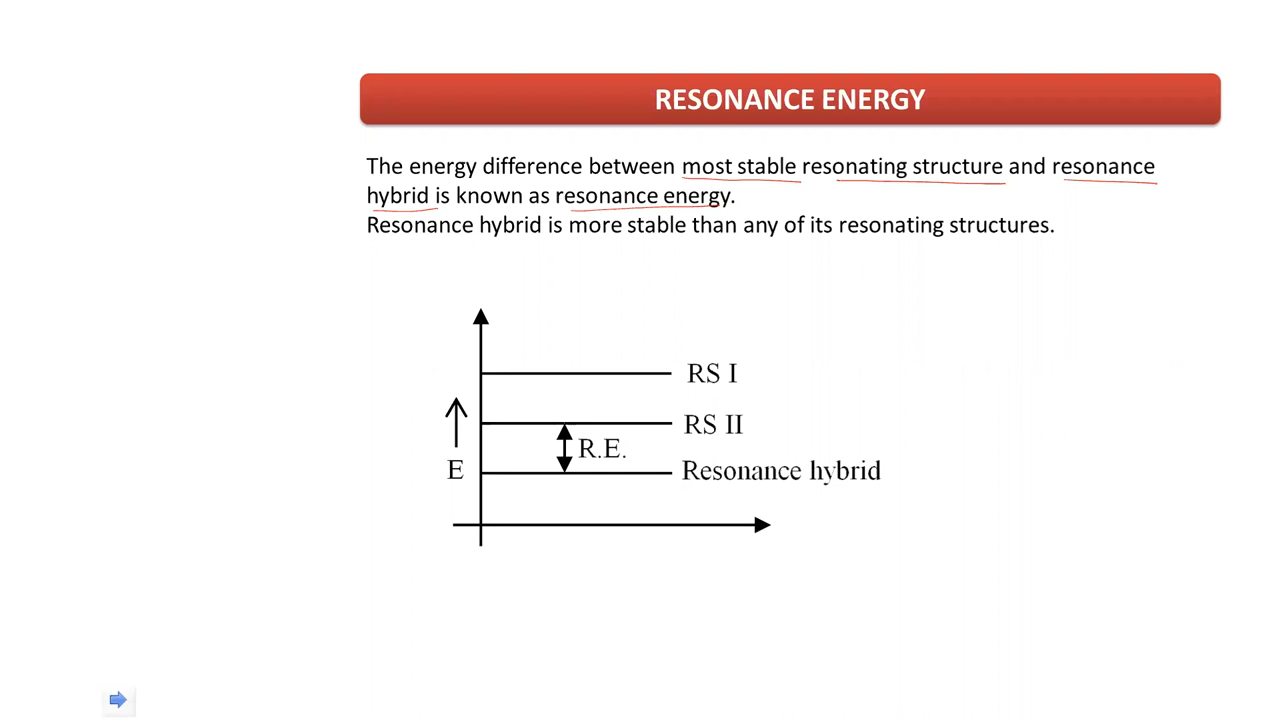 RESONANCE ENERGY
The energy difference between most stable resonating structure and resonance
hybrid is known as resonance energy.
Resonance hybrid is more stable than any of its resonating structures.
RS I
RS II
R.E.
E
Resonance hybrid